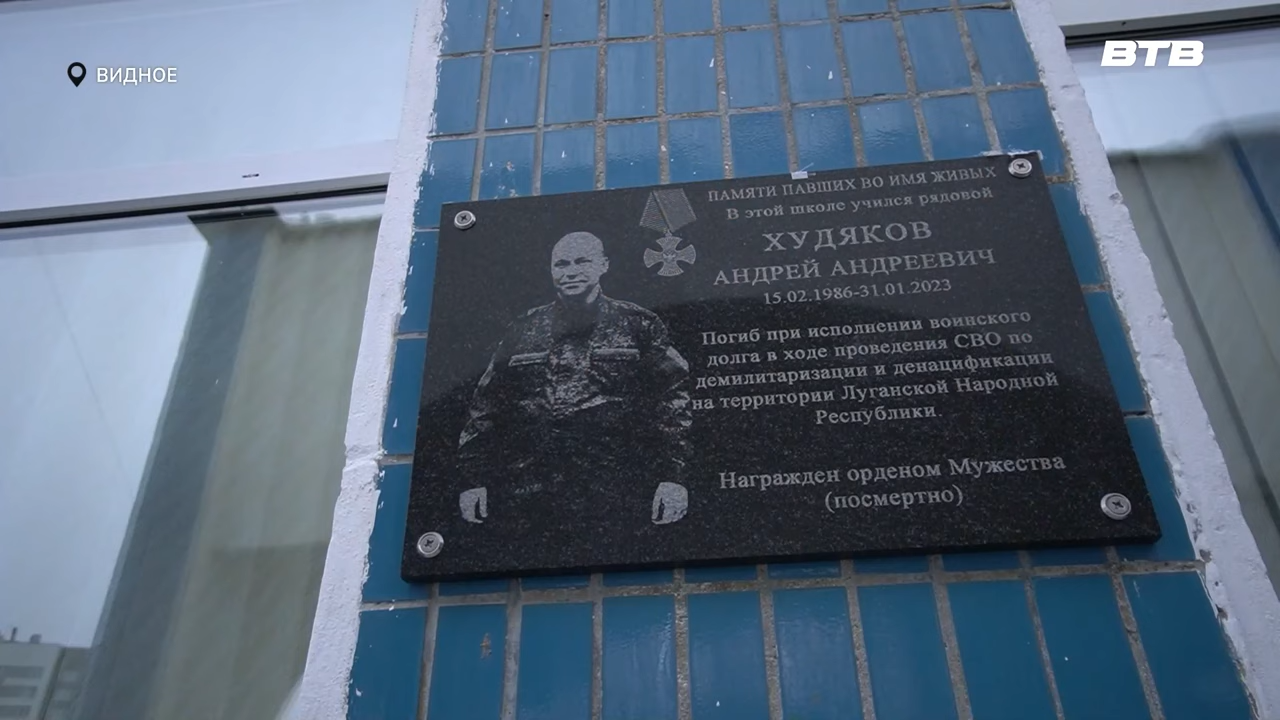 ВИДНОЕ
ВТВ
ПАМЯТИ ПАВШИХ ВО ИМЯ ЖИВЫХ
В этой школе учился рядовой
ХУДЯКОВ
АНДРЕЙ АНДРЕЕВИЧ
15.02.1986-31.01.2023
Погиб при исполнении воинского
долга в ходе проведения СВО по
демилитаризации и денацификации
на территории Луганской Народной
Республики.
Награжден орденом Мужества
(посмертно)